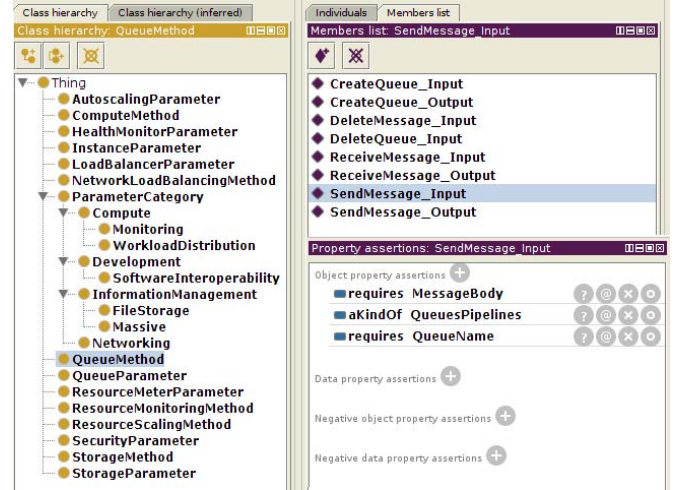 Class hierarchy Class hierarchy (inferred)
Class hierarchy: QueueMethod
Thing
AutoscalingParameter
ComputeMethod
HealthMonitorParameter
InstanceParameter
LoadBalancerParameter
NetworkLoadBalancingMethod
ParameterCategory
Compute
Monitoring
WorkloadDistribution
Development
SoftwareInteroperability
InformationManagement
FileStorage
Massive
Networking
QueueMethod
QueueParameter
ResourceMeterParameter
ResourceMonitoringMethod
ResourceScalingMethod
SecurityParameter
StorageMethod
StorageParameter
Individuals Members list
Members list: SendMessage_Input
CreateQueue_Input
CreateQueue_Output
DeleteMessage_Input
DeleteQueue_Input
ReceiveMessage_Input
ReceiveMessage_Output
SendMessage_Input
SendMessage_Output
Property assertions: SendMessage_Input
Object property assertions +
requires MessageBody ? @ × o
aKindOf QueuesPipelines ? @ × o
requires QueueName ? @ × o
Data property assertions +
Negative object property assertions +
Negative data property assertions +